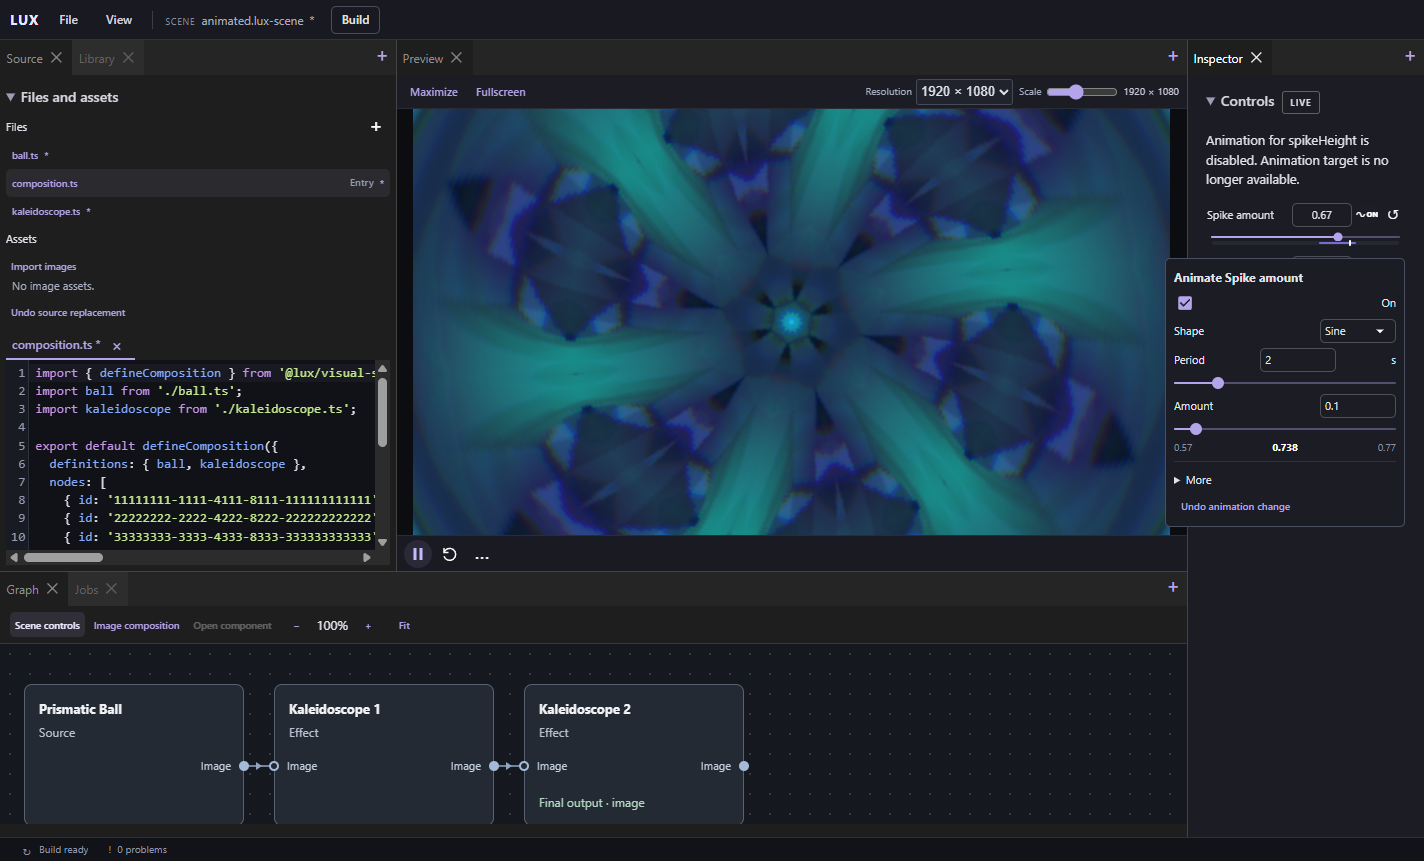 LUX File View SCENE animated.lux-scene * Build
Source Library +
Files and assets
Files +
ball.ts *
composition.ts Entry *
kaleidoscope.ts *
Assets
Import images
No image assets.
Undo source replacement
composition.ts * ×
1 import { defineComposition } from '@lux/visual-s
2 import ball from './ball.ts';
3 import kaleidoscope from './kaleidoscope.ts';
4
5 export default defineComposition({
6 definitions: { ball, kaleidoscope },
7 nodes: [
8 { id: '11111111-1111-4111-8111-111111111111'
9 { id: '22222222-2222-4222-8222-222222222222
10 { id: '33333333-3333-4333-8333-333333333333'
Preview +
Maximize Fullscreen Resolution 1920 × 1080 Scale 1920 × 1080
...
Inspector +
Controls LIVE
Animation for spikeHeight is
disabled. Animation target is no
longer available.
Spike amount 0.67 ON
Animate Spike amount
On
Shape Sine
Period 2 s
Amount 0.1
0.57 0.738 0.77
More
Undo animation change
Graph Jobs +
Scene controls Image composition Open component − 100% + Fit
Prismatic Ball
Source
Image
Kaleidoscope 1
Effect
Image Image
Kaleidoscope 2
Effect
Image Image
Final output · image
Build ready ! 0 problems